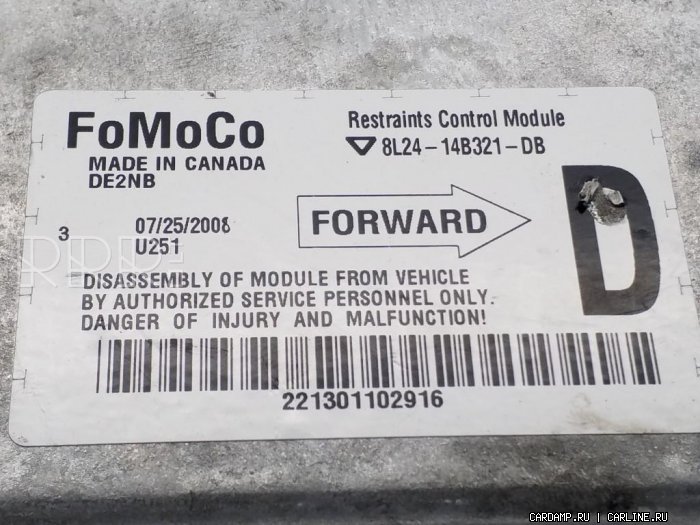 FoMoCo
MADE IN CANADA
DE2NB
Restraints Control Module
8L24-14B321-DB
3
07/25/2008
U251
FORWARD
D
DISASSEMBLY OF MODULE FROM VEHICLE
BY AUTHORIZED SERVICE PERSONNEL ONLY.
DANGER OF INJURY AND MALFUNCTION!
221301102916
CARDAMP.RU | CARLINE.RU